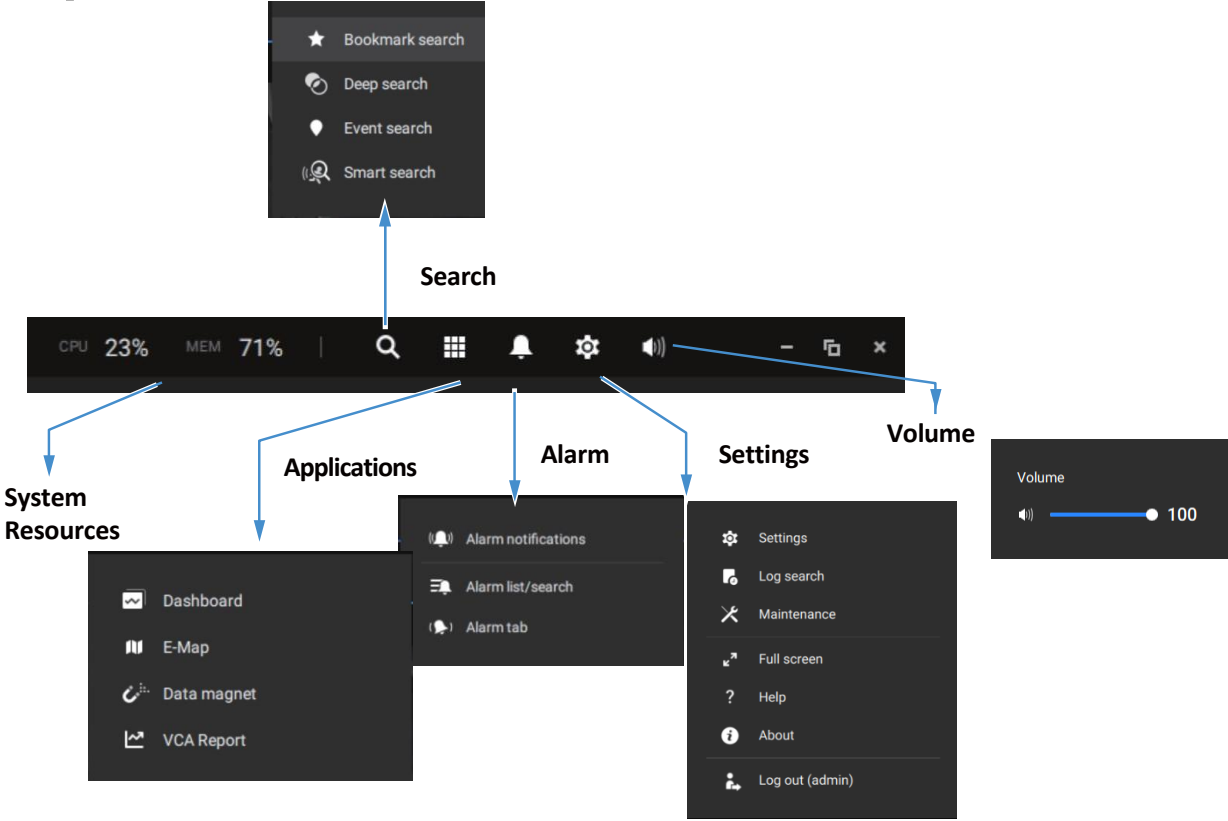 Bookmark search
Deep search
Event search
Smart search
Search
CPU 23% MEM 71%
Volume
Applications
Alarm
Settings
System
Resources
Dashboard
E-Map
Data magnet
VCA Report
Alarm notifications
Alarm list/search
Alarm tab
Settings
Log search
Maintenance
Full screen
Help
About
Log out (admin)
Volume
100